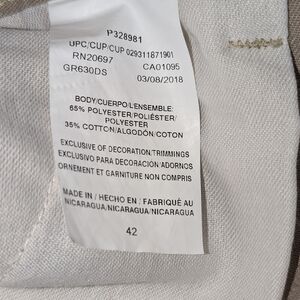 P328981
UPC/CUP/CUP 029311871901
RN20697 CA01095
GR630DS 03/08/2018
BODY/CUERPO/L'ENSEMBLE:
65% POLYESTER/POLIÉSTER/
POLYESTER
35% COTTON/ALGODÓN/COTON
EXCLUSIVE OF DECORATION/TRIMMINGS
EXCLUSIVO PARA DECORACIÓN/ADORNOS
ORNEMENT ET GARNITURE NON COMPRIS
MADE IN / HECHO EN / FABRIQUÉ AU
NICARAGUA/NICARAGUA/NICARAGUA
42